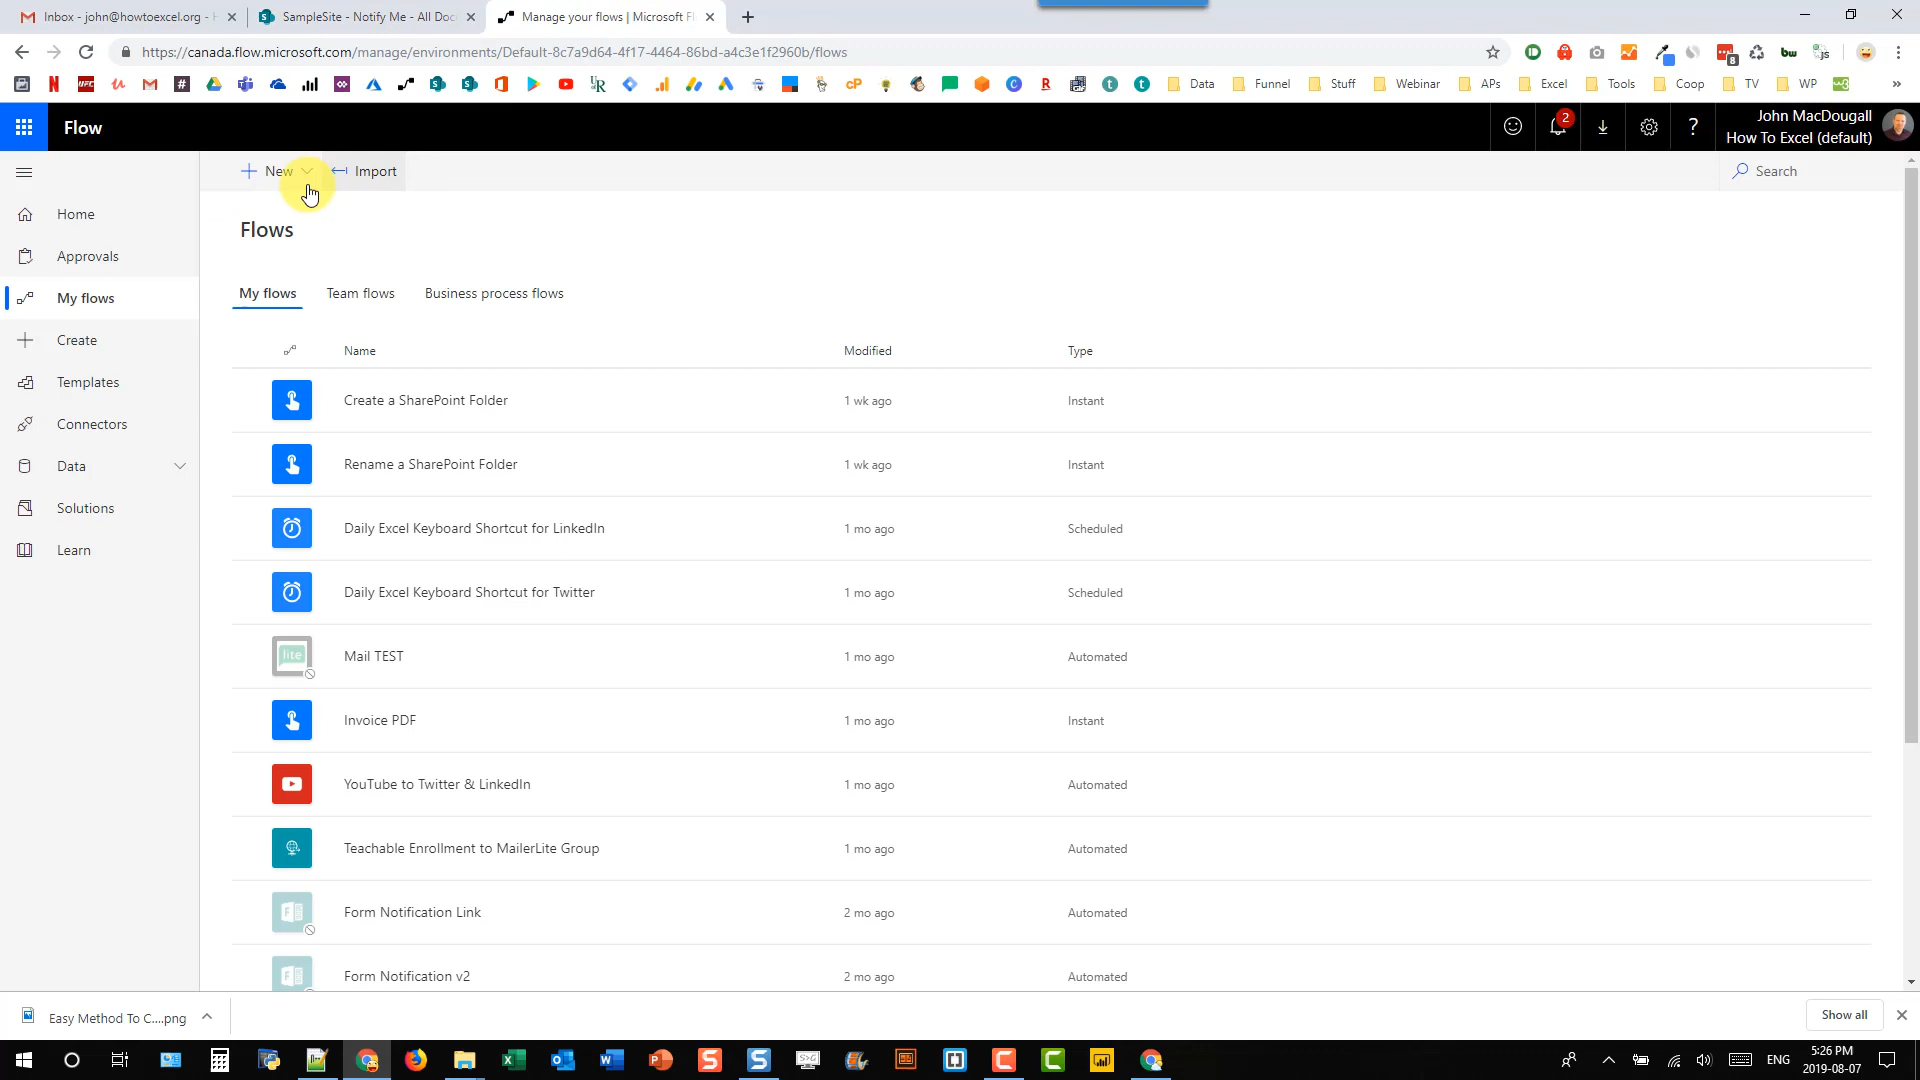 Inbox - john@howtoexcel.org - H
SampleSite - Notify Me - All Doc
Manage your flows | Microsoft Fl
https://canada.flow.microsoft.com/manage/environments/Default-8c7a9d64-4f17-4464-86bd-a4c3e1f2960b/flows
Data
Funnel
Stuff
Webinar
APs
Excel
Tools
Coop
TV
WP
»
Flow
2
?
John MacDougall
How To Excel (default)
New
Import
Search
Home
Approvals
My flows
Create
Templates
Connectors
Data
Solutions
Learn
Flows
My flows
Team flows
Business process flows
Name
Modified
Type
Create a SharePoint Folder
1 wk ago
Instant
Rename a SharePoint Folder
1 wk ago
Instant
Daily Excel Keyboard Shortcut for LinkedIn
1 mo ago
Scheduled
Daily Excel Keyboard Shortcut for Twitter
1 mo ago
Scheduled
lite
Mail TEST
1 mo ago
Automated
Invoice PDF
1 mo ago
Instant
YouTube to Twitter & LinkedIn
1 mo ago
Automated
Teachable Enrollment to MailerLite Group
1 mo ago
Automated
Form Notification Link
2 mo ago
Automated
Form Notification v2
2 mo ago
Automated
Easy Method To C....png
Show all
ENG
5:26 PM
2019-08-07